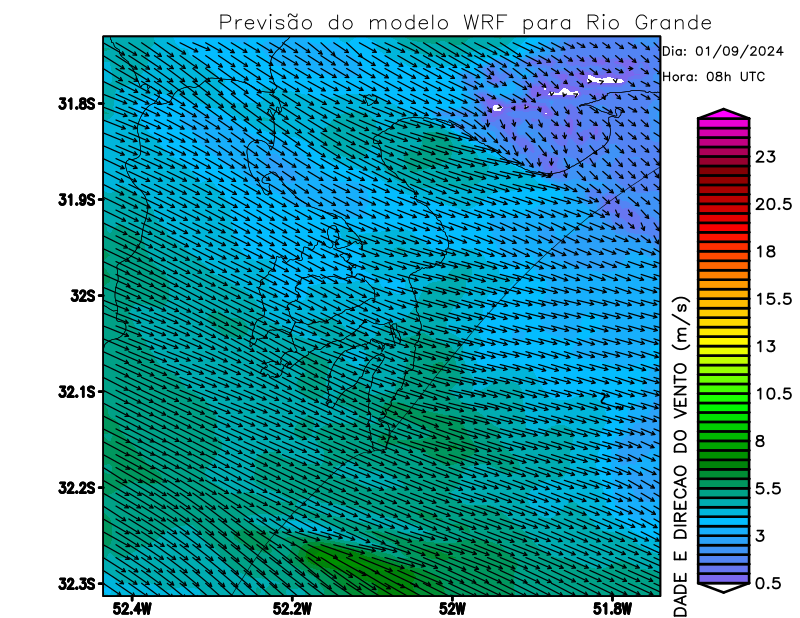 Previsão do modelo WRF para Rio Grande
Dia: 01/09/2024
Hora: 08h UTC
31.8S
31.9S
32S
32.1S
32.2S
32.3S
52.4W
52.2W
52W
51.8W
23
20.5
18
15.5
13
10.5
8
5.5
3
0.5
DADE E DIRECAO DO VENTO (m/s)